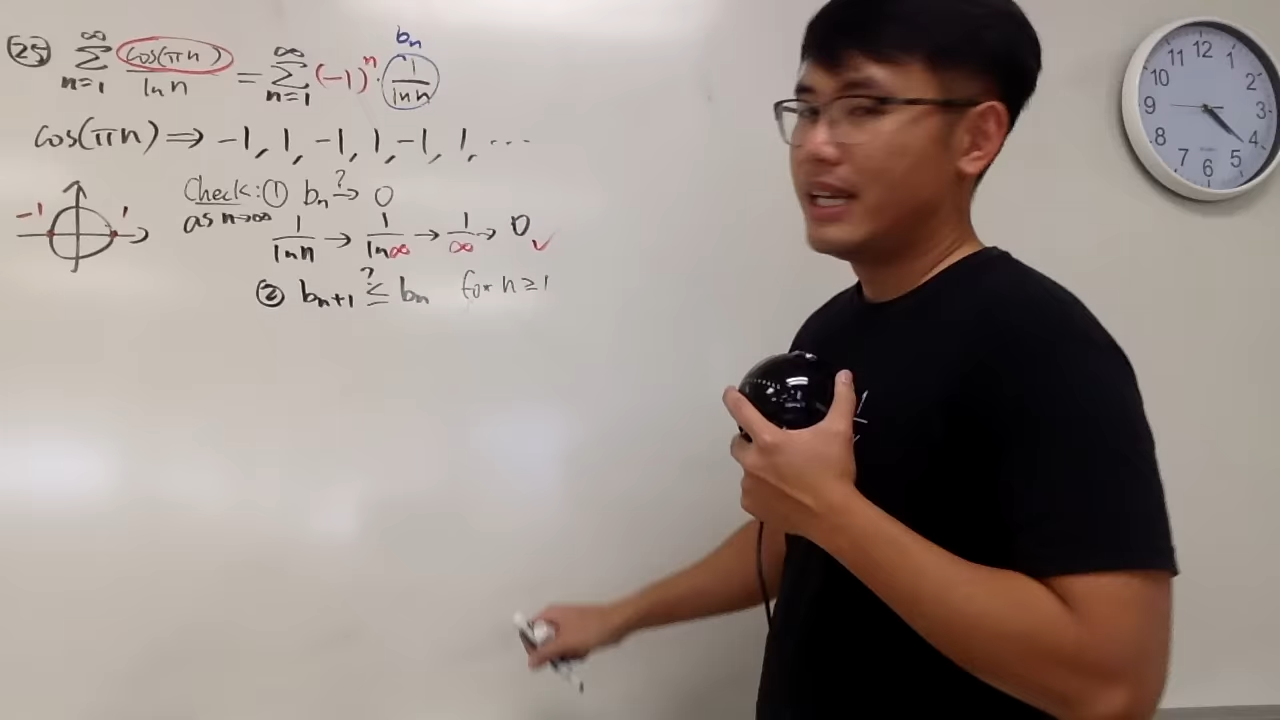 (25) ∞ Σ n=1 cos(πn) / ln n = ∞ Σ n=1 (-1)^n · 1 / ln n bn
cos(πn) ⇒ -1, 1, -1, 1, -1, 1, ...
-1 1
Check: ① bn →? 0
as n→∞ 1 / ln n → 1 / ln ∞ → 1 / ∞ → 0 ✓
② bn+1 ≤? bn for n ≥ 1
12 1 2 3 4 5 6 7 8 9 10 11